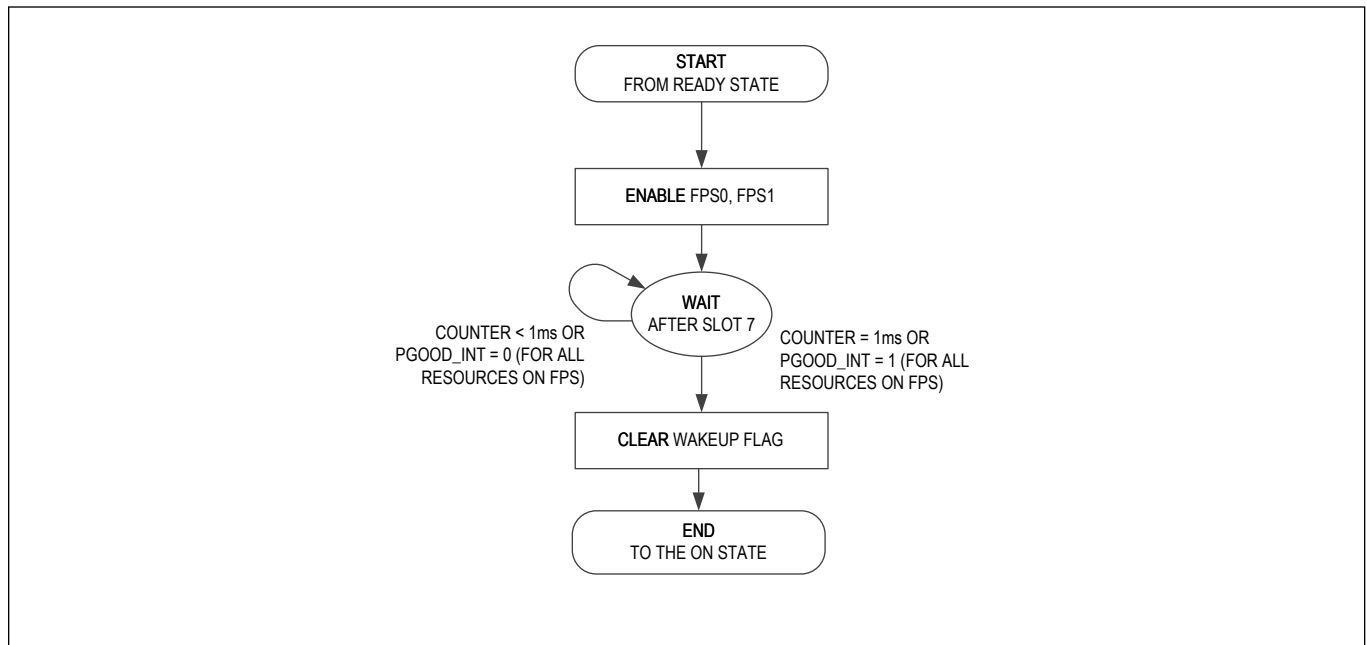 START
FROM READY STATE
ENABLE FPS0, FPS1
WAIT
AFTER SLOT 7
COUNTER < 1ms OR
PGOOD_INT = 0 (FOR ALL
RESOURCES ON FPS)
COUNTER = 1ms OR
PGOOD_INT = 1 (FOR ALL
RESOURCES ON FPS)
CLEAR WAKEUP FLAG
END
TO THE ON STATE